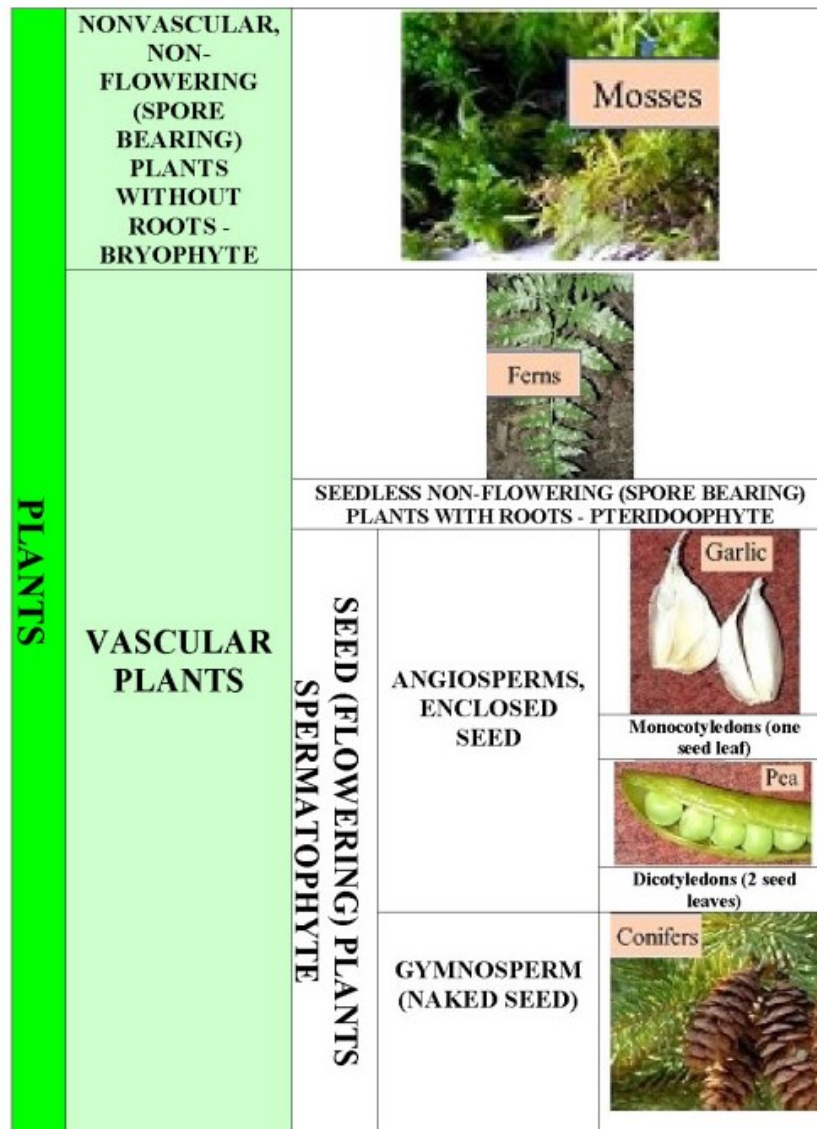 PLANTS
NONVASCULAR,
NON-
FLOWERING
(SPORE
BEARING)
PLANTS
WITHOUT
ROOTS -
BRYOPHYTE
Mosses
VASCULAR
PLANTS
Ferns
SEEDLESS NON-FLOWERING (SPORE BEARING)
PLANTS WITH ROOTS - PTERIDOOPHYTE
SEED (FLOWERING) PLANTS
SPERMATOPHYTE
ANGIOSPERMS,
ENCLOSED
SEED
Garlic
Monocotyledons (one
seed leaf)
Pea
Dicotyledons (2 seed
leaves)
GYMNOSPERM
(NAKED SEED)
Conifers